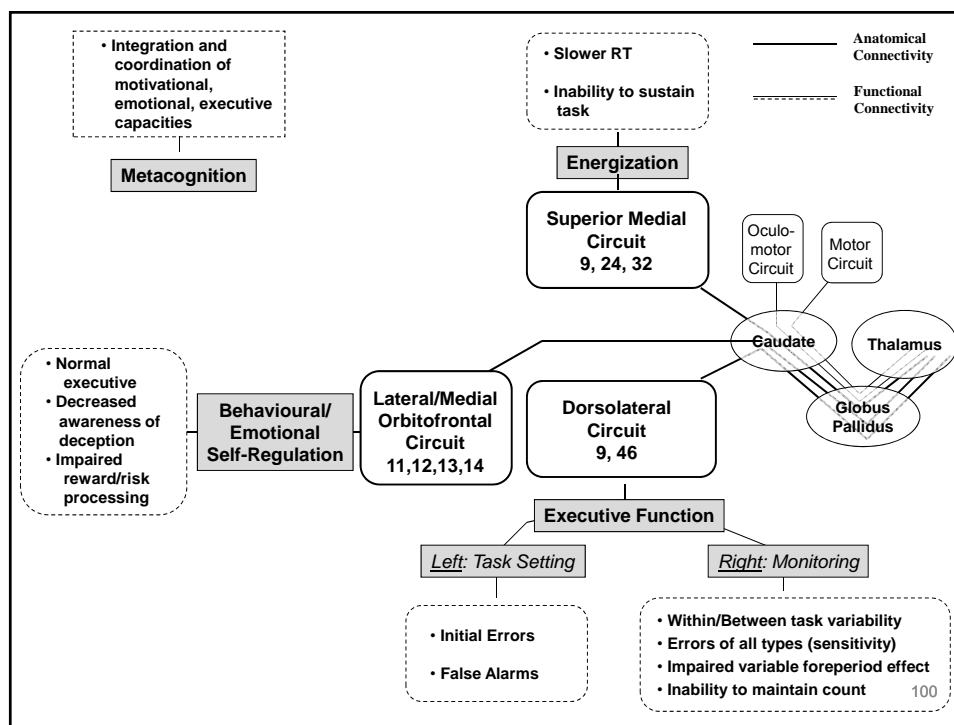 • Integration and
coordination of
motivational,
emotional, executive
capacities
Metacognition
• Slower RT
• Inability to sustain
task
Energization
Superior Medial
Circuit
9, 24, 32
Anatomical
Connectivity
Functional
Connectivity
Oculo-
motor
Circuit
Motor
Circuit
Caudate
Thalamus
Globus
Pallidus
• Normal
executive
• Decreased
awareness of
deception
• Impaired
reward/risk
processing
Behavioural/
Emotional
Self-Regulation
Lateral/Medial
Orbitofrontal
Circuit
11,12,13,14
Dorsolateral
Circuit
9, 46
Executive Function
Left: Task Setting
Right: Monitoring
• Initial Errors
• False Alarms
• Within/Between task variability
• Errors of all types (sensitivity)
• Impaired variable foreperiod effect
• Inability to maintain count
100